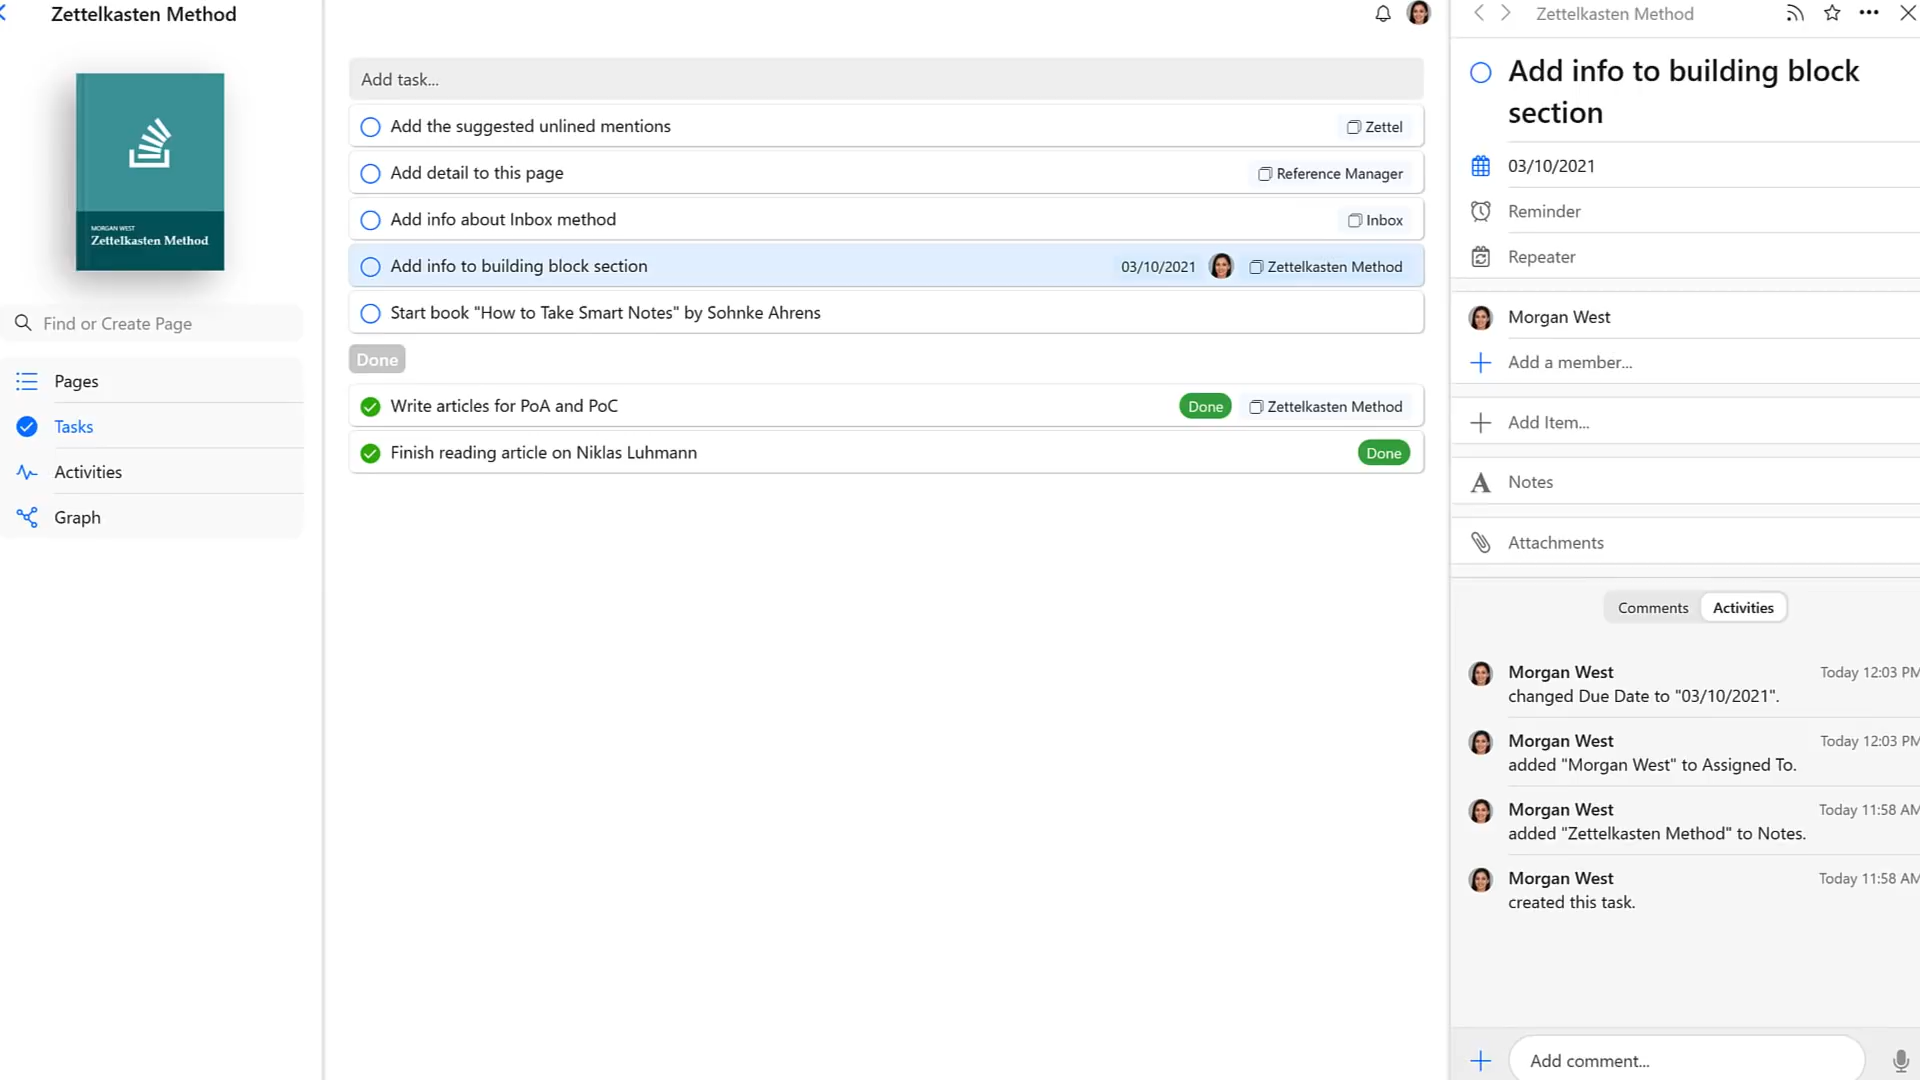 Zettelkasten Method
MORGAN WEST
Zettelkasten Method
Find or Create Page
Pages
Tasks
Activities
Graph
Add task...
Add the suggested unlined mentions
Zettel
Add detail to this page
Reference Manager
Add info about Inbox method
Inbox
Add info to building block section
03/10/2021
Zettelkasten Method
Start book "How to Take Smart Notes" by Sohnke Ahrens
Done
Write articles for PoA and PoC
Done
Zettelkasten Method
Finish reading article on Niklas Luhmann
Done
Zettelkasten Method
Add info to building block
section
03/10/2021
Reminder
Repeater
Morgan West
Add a member...
Add Item...
Notes
Attachments
Comments
Activities
Morgan West
Today 12:03 PM
changed Due Date to "03/10/2021".
Morgan West
Today 12:03 PM
added "Morgan West" to Assigned To.
Morgan West
Today 11:58 AM
added "Zettelkasten Method" to Notes.
Morgan West
Today 11:58 AM
created this task.
Add comment...